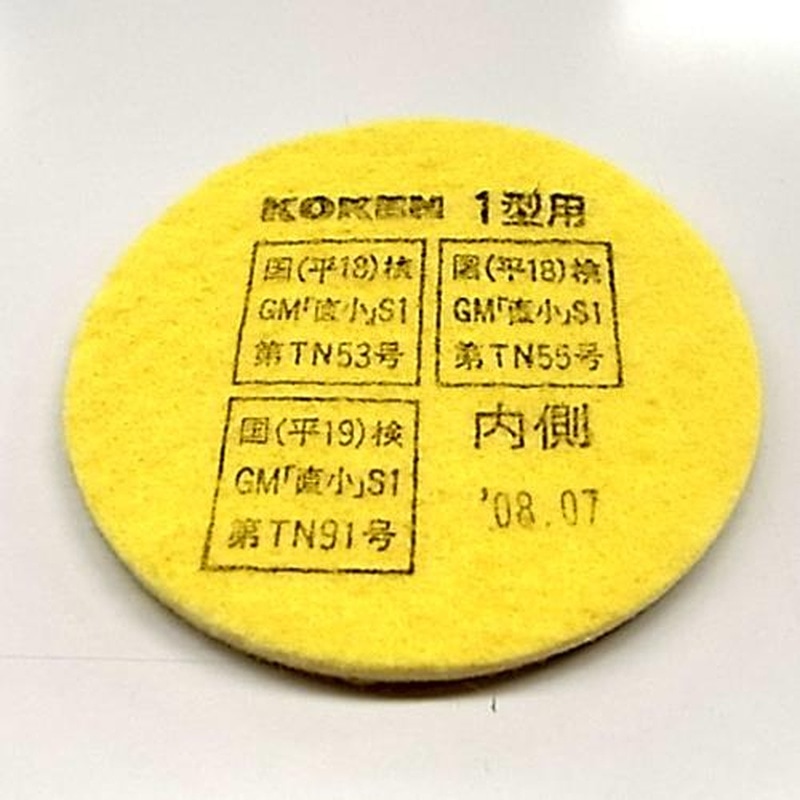 KOKEN 1型用
国(平18)検
GM「直小」S1
第TN53号
国(平18)検
GM「直小」S1
第TN55号
国(平19)検
GM「直小」S1
第TN91号
内側
'08.07